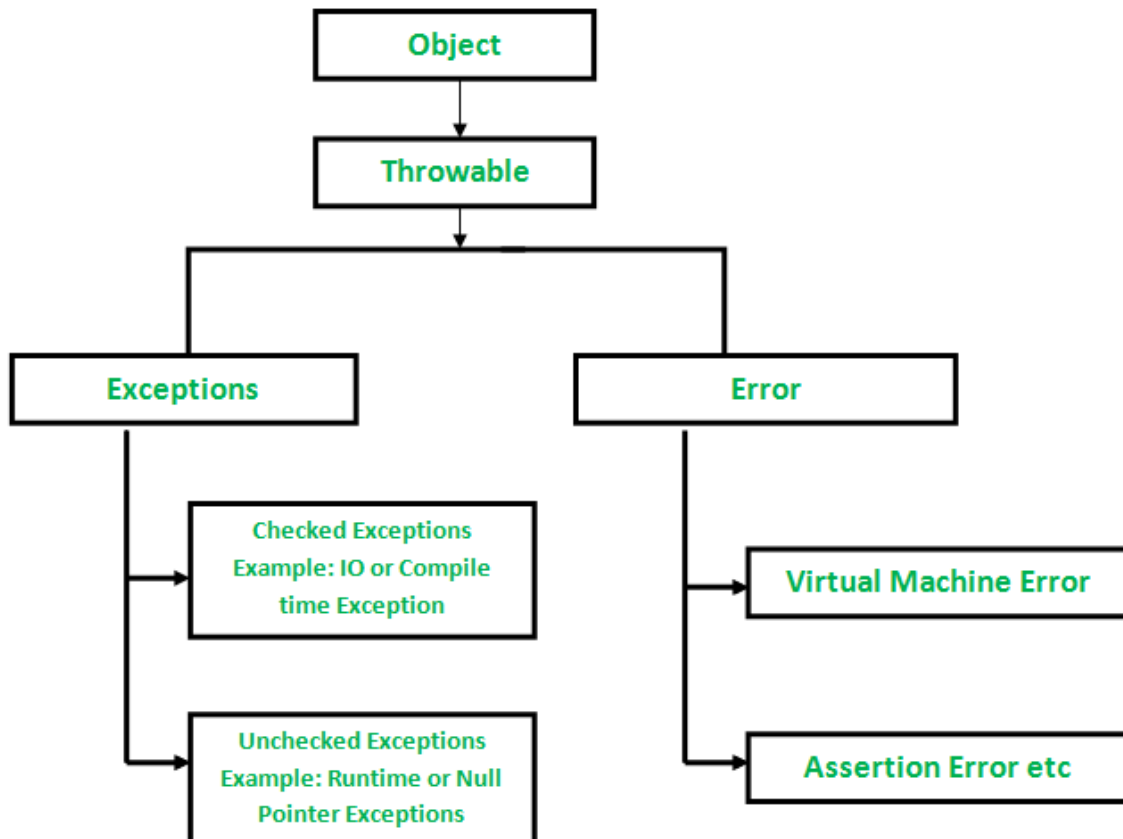 Object
Throwable
Exceptions
Error
Checked Exceptions
Example: IO or Compile
time Exception
Virtual Machine Error
Unchecked Exceptions
Example: Runtime or Null
Pointer Exceptions
Assertion Error etc